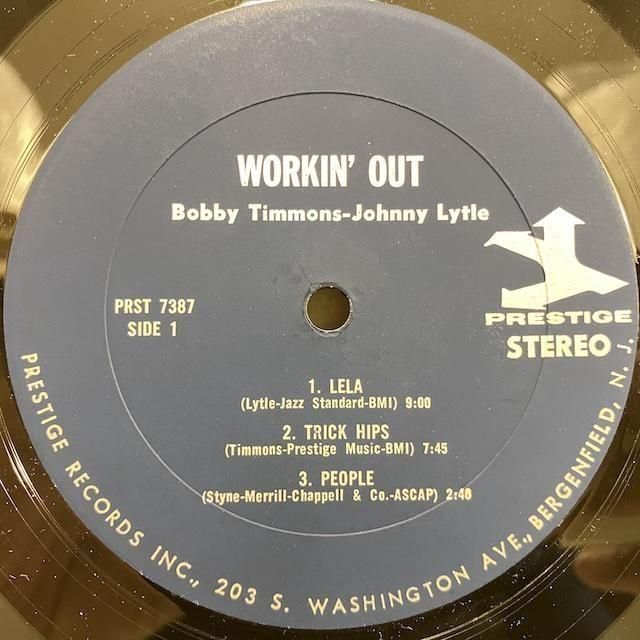 WORKIN' OUT
Bobby Timmons-Johnny Lytle
PRST 7387
SIDE 1
PRESTIGE
STEREO
1. LELA
(Lytle-Jazz Standard-BMI) 9:00
2. TRICK HIPS
(Timmons-Prestige Music-BMI) 7:45
3. PEOPLE
(Styne-Merrill-Chappell & Co.-ASCAP) 2:46
PRESTIGE RECORDS INC., 203 S. WASHINGTON AVE., BERGENFIELD, N. J.